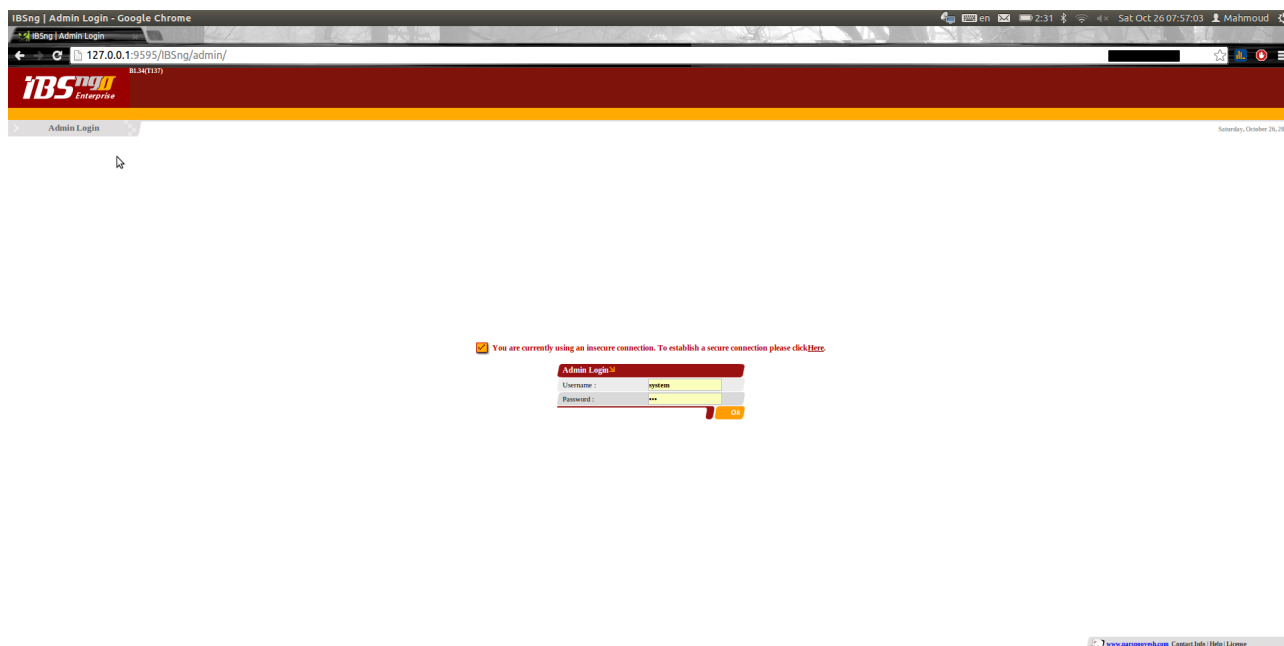 IBSng | Admin Login - Google Chrome
en 2:31 Sat Oct 26 07:57:03 Mahmoud
IBSng | Admin Login
127.0.0.1:9595/IBSng/admin/
B1.34(T137)
IBSng
Enterprise
Admin Login
Saturday, October 26, 20
You are currently using an insecure connection. To establish a secure connection please clickHere.
Admin Login
Username : system
Password : •••
Ok
www.parspooyesh.com Contact Info | Help | License